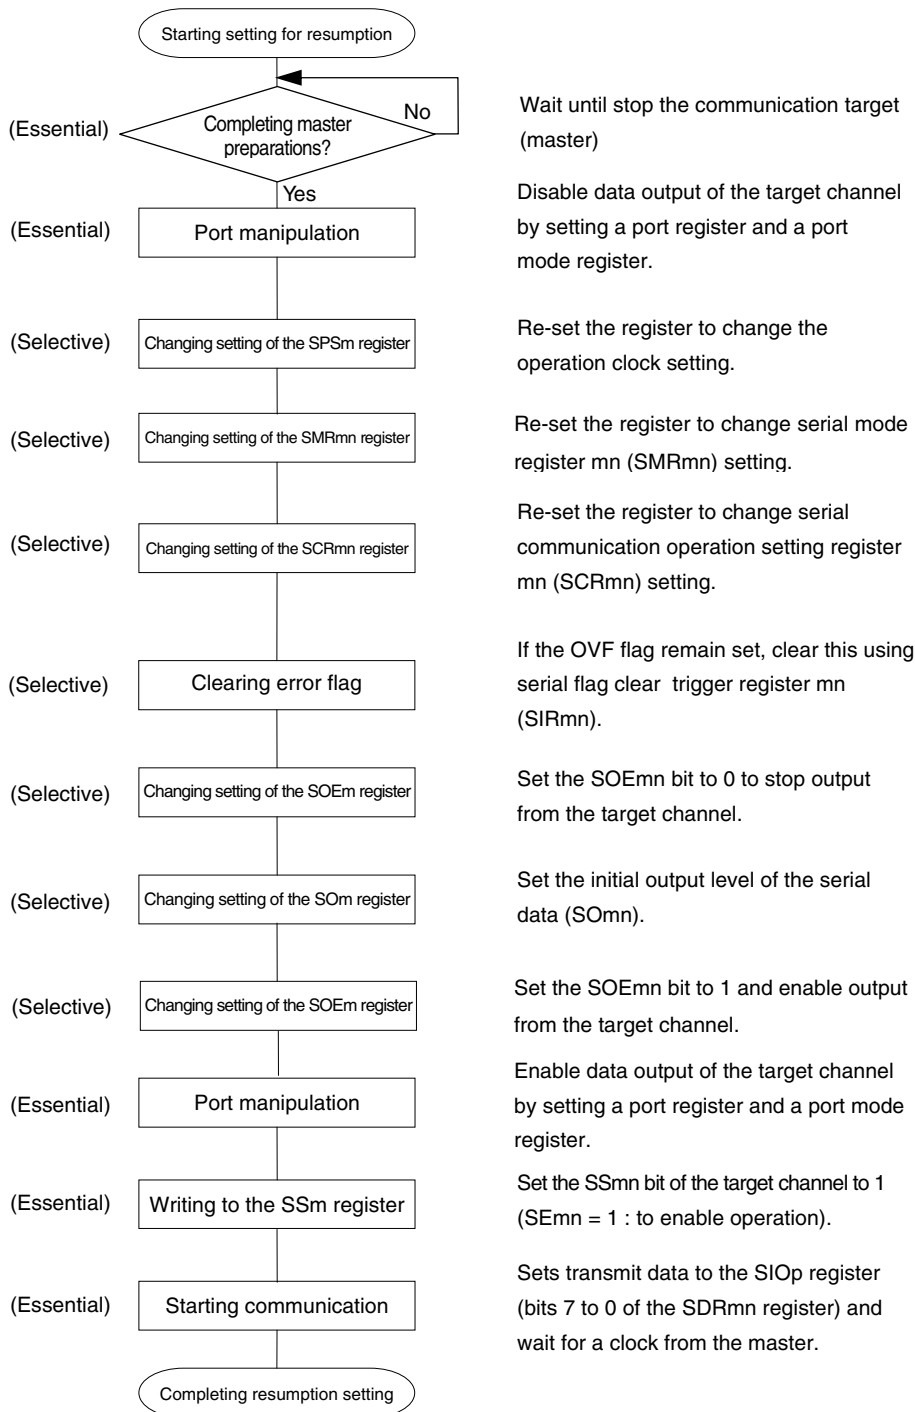 Starting setting for resumption
No
(Essential)
Completing master
preparations?
Wait until stop the communication target
(master)
Yes
(Essential)
Port manipulation
Disable data output of the target channel
by setting a port register and a port
mode register.
(Selective)
Changing setting of the SPSm register
Re-set the register to change the
operation clock setting.
(Selective)
Changing setting of the SMRmn register
Re-set the register to change serial mode
register mn (SMRmn) setting.
(Selective)
Changing setting of the SCRmn register
Re-set the register to change serial
communication operation setting register
mn (SCRmn) setting.
(Selective)
Clearing error flag
If the OVF flag remain set, clear this using
serial flag clear trigger register mn
(SIRmn).
(Selective)
Changing setting of the SOEm register
Set the SOEmn bit to 0 to stop output
from the target channel.
(Selective)
Changing setting of the SOm register
Set the initial output level of the serial
data (SOmn).
(Selective)
Changing setting of the SOEm register
Set the SOEmn bit to 1 and enable output
from the target channel.
(Essential)
Port manipulation
Enable data output of the target channel
by setting a port register and a port mode
register.
(Essential)
Writing to the SSm register
Set the SSmn bit of the target channel to 1
(SEmn = 1 : to enable operation).
(Essential)
Starting communication
Sets transmit data to the SIOp register
(bits 7 to 0 of the SDRmn register) and
wait for a clock from the master.
Completing resumption setting